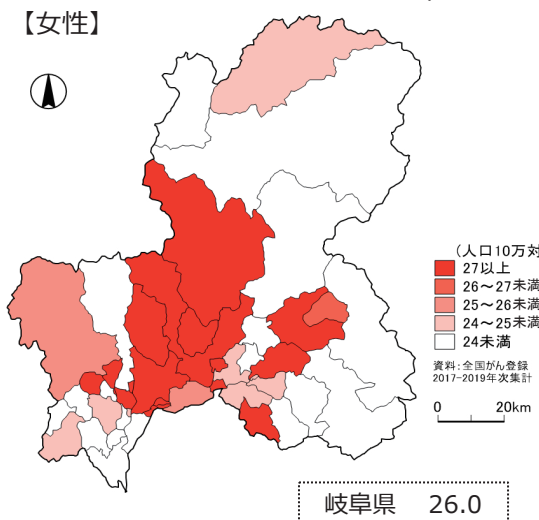 【女性】
(人口10万対
27以上
26～27未満
25～26未満
24～25未満
24未満
資料:全国がん登録
2017-2019年次集計
0 20km
岐阜県 26.0